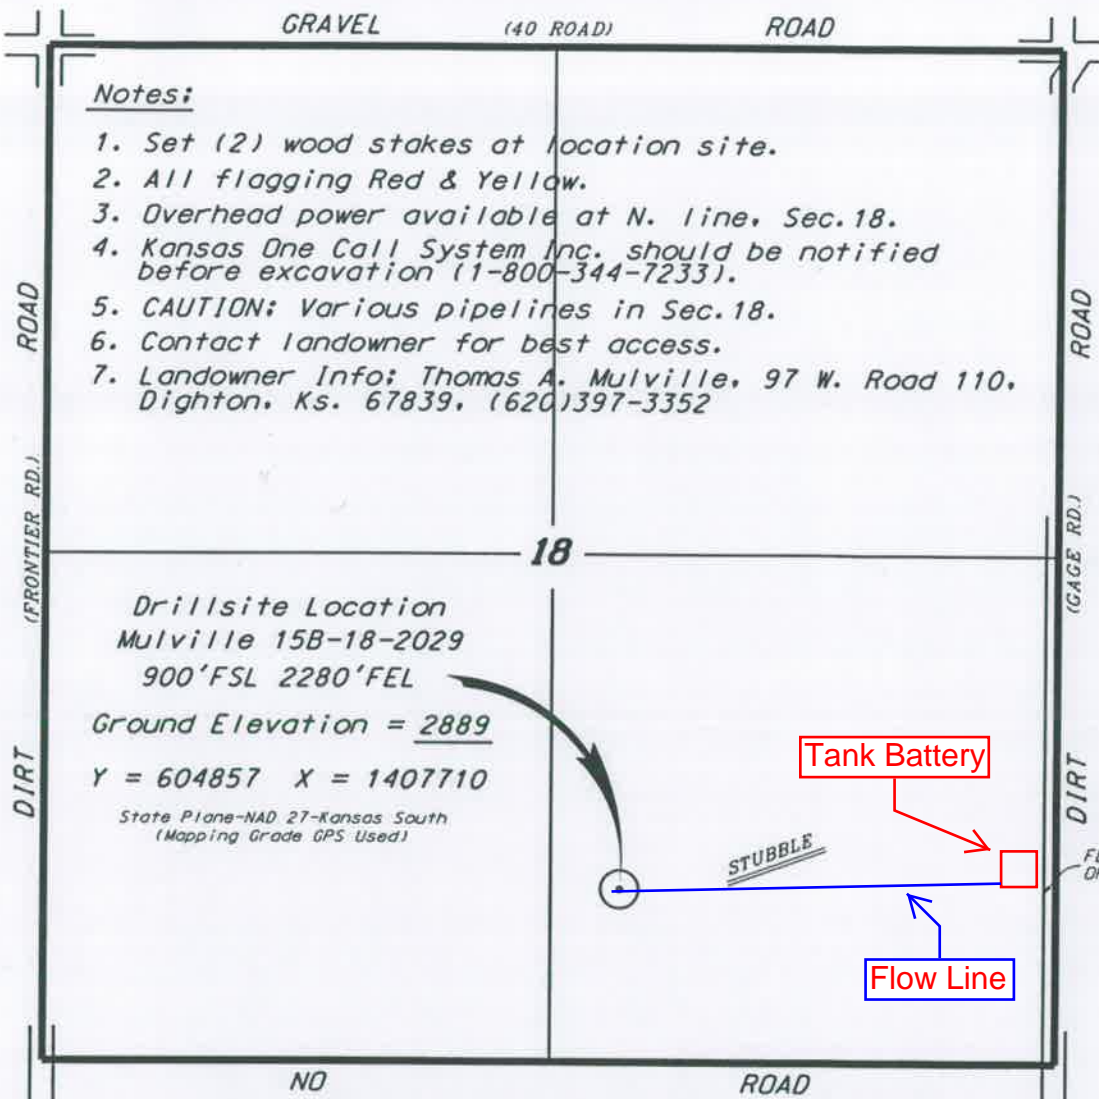 GRAVEL (40 ROAD) ROAD
Notes:
1. Set (2) wood stakes at location site.
2. All flagging Red & Yellow.
3. Overhead power available at N. line, Sec.18.
4. Kansas One Call System Inc. should be notified
before excavation (1-800-344-7233).
5. CAUTION: Various pipelines in Sec.18.
6. Contact landowner for best access.
7. Landowner Info: Thomas A. Mulville, 97 W. Road 110,
Dighton, Ks. 67839, (620)397-3352
ROAD
(FRONTIER RD.)
DIRT
ROAD
(GAGE RD.)
DIRT
18
Drillsite Location
Mulville 15B-18-2029
900'FSL 2280'FEL
Ground Elevation = 2889
Y = 604857 X = 1407710
State Plane-NAD 27-Kansas South
(Mapping Grade GPS Used)
Tank Battery
STUBBLE
Flow Line
NO ROAD